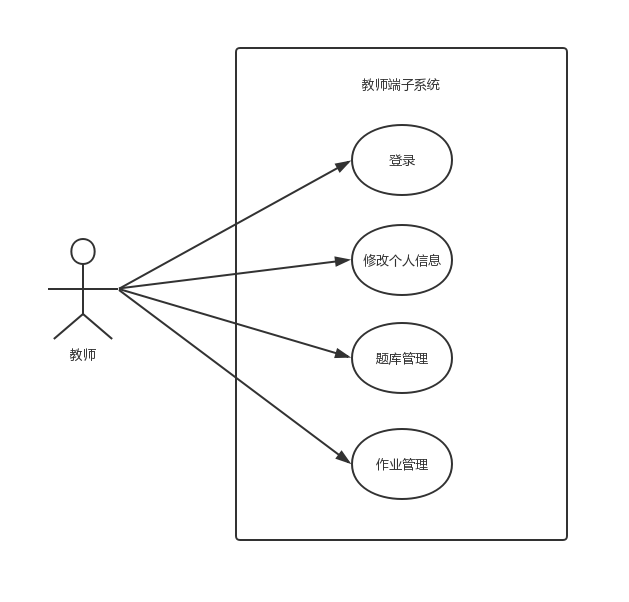 教师端子系统
登录
修改个人信息
教师
题库管理
作业管理